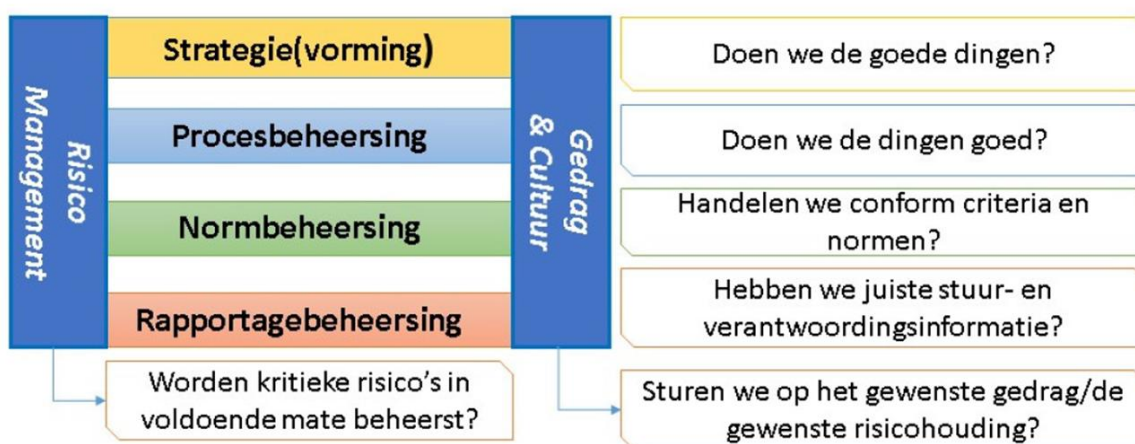 Risico
Management
Strategie(vorming)
Procesbeheersing
Normbeheersing
Rapportagebeheersing
Gedrag
& Cultuur
Doen we de goede dingen?
Doen we de dingen goed?
Handelen we conform criteria en
normen?
Hebben we juiste stuur- en
verantwoordingsinformatie?
Worden kritieke risico's in
voldoende mate beheerst?
Sturen we op het gewenste gedrag/de
gewenste risicohouding?